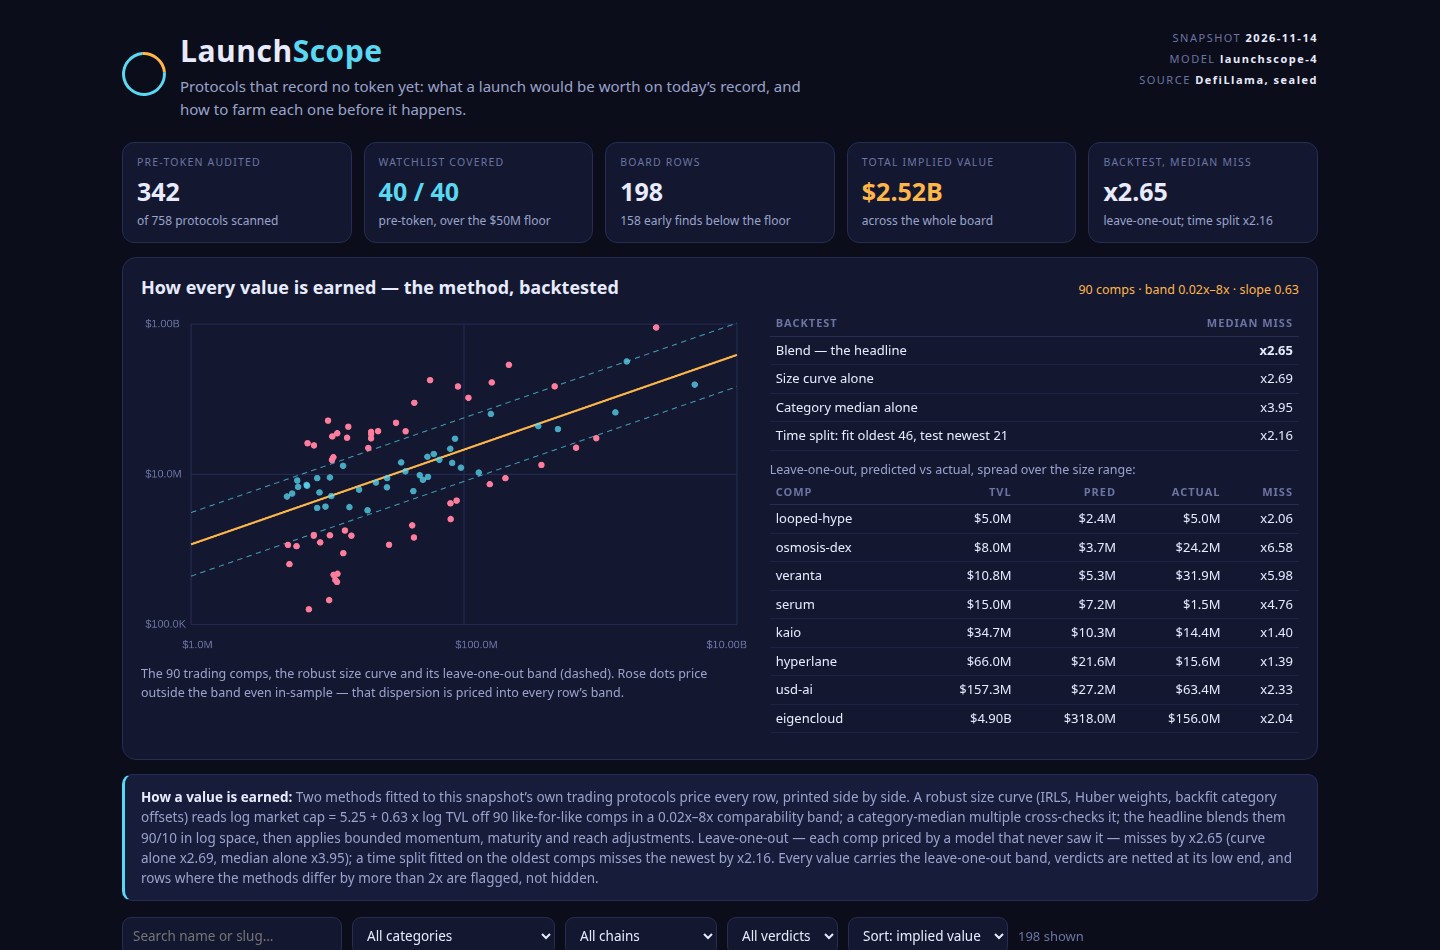 LaunchScope
Protocols that record no token yet: what a launch would be worth on today's record, and
how to farm each one before it happens.
SNAPSHOT 2026-11-14
MODEL launchscope-4
SOURCE DefiLlama, sealed
PRE-TOKEN AUDITED
342
of 758 protocols scanned
WATCHLIST COVERED
40 / 40
pre-token, over the $50M floor
BOARD ROWS
198
158 early finds below the floor
TOTAL IMPLIED VALUE
$2.52B
across the whole board
BACKTEST, MEDIAN MISS
x2.65
leave-one-out; time split x2.16
How every value is earned — the method, backtested
90 comps · band 0.02x–8x · slope 0.63
$1.00B
$10.0M
$100.0K
$1.0M
$100.0M
$10.00B
The 90 trading comps, the robust size curve and its leave-one-out band (dashed). Rose dots price
outside the band even in-sample — that dispersion is priced into every row's band.
BACKTEST MEDIAN MISS
Blend — the headline x2.65
Size curve alone x2.69
Category median alone x3.95
Time split: fit oldest 46, test newest 21 x2.16
Leave-one-out, predicted vs actual, spread over the size range:
COMP TVL PRED ACTUAL MISS
looped-hype $5.0M $2.4M $5.0M x2.06
osmosis-dex $8.0M $3.7M $24.2M x6.58
veranta $10.8M $5.3M $31.9M x5.98
serum $15.0M $7.2M $1.5M x4.76
kaio $34.7M $10.3M $14.4M x1.40
hyperlane $66.0M $21.6M $15.6M x1.39
usd-ai $157.3M $27.2M $63.4M x2.33
eigencloud $4.90B $318.0M $156.0M x2.04
How a value is earned: Two methods fitted to this snapshot's own trading protocols price every row, printed side by side. A robust size curve (IRLS, Huber weights, backfit category
offsets) reads log market cap = 5.25 + 0.63 x log TVL off 90 like-for-like comps in a 0.02x–8x comparability band; a category-median multiple cross-checks it; the headline blends them
90/10 in log space, then applies bounded momentum, maturity and reach adjustments. Leave-one-out — each comp priced by a model that never saw it — misses by x2.65 (curve
alone x2.69, median alone x3.95); a time split fitted on the oldest comps misses the newest by x2.16. Every value carries the leave-one-out band, verdicts are netted at its low end, and
rows where the methods differ by more than 2x are flagged, not hidden.
Search name or slug...
All categories
All chains
All verdicts
Sort: implied value
198 shown